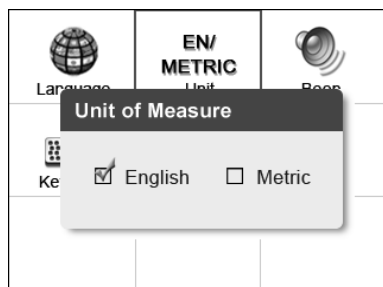 EN/
METRIC
Language
Unit
Beep
Unit of Measure
English
Metric
Ke